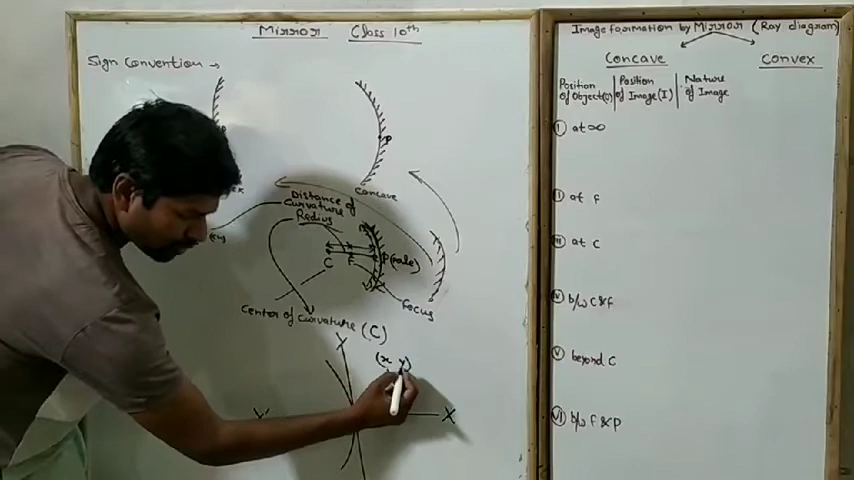 Mirror Class 10th
Sign Convention →
P
Concave
Distance of
curvature
Radius
C
F
P(pole)
Focus
Center of Curvature (C)
X
(x, y)
X
Image formation by Mirror (Ray diagram)
Concave
Convex
Position of Object(O)
Position of Image (I)
Nature of Image
(i) at ∞
(ii) at F
(iii) at C
(iv) b/w C & F
(v) beyond C
(vi) b/w F & P